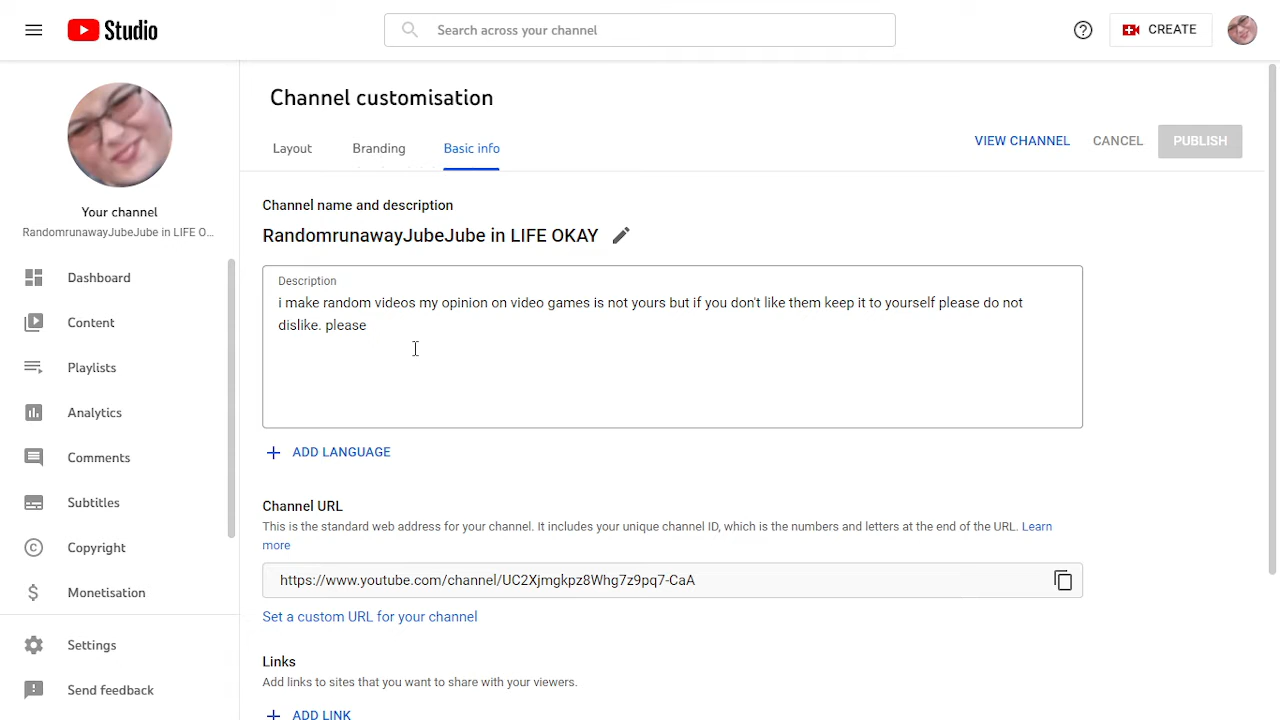 Studio
Search across your channel
CREATE
Channel customisation
Layout
Branding
Basic info
VIEW CHANNEL
CANCEL
PUBLISH
Your channel
RandomrunawayJubeJube in LIFE O...
Dashboard
Content
Playlists
Analytics
Comments
Subtitles
Copyright
Monetisation
Settings
Send feedback
Channel name and description
RandomrunawayJubeJube in LIFE OKAY
Description
i make random videos my opinion on video games is not yours but if you don't like them keep it to yourself please do not
dislike. please
ADD LANGUAGE
Channel URL
This is the standard web address for your channel. It includes your unique channel ID, which is the numbers and letters at the end of the URL. Learn
more
https://www.youtube.com/channel/UC2Xjmgkpz8Whg7z9pq7-CaA
Set a custom URL for your channel
Links
Add links to sites that you want to share with your viewers.
ADD LINK